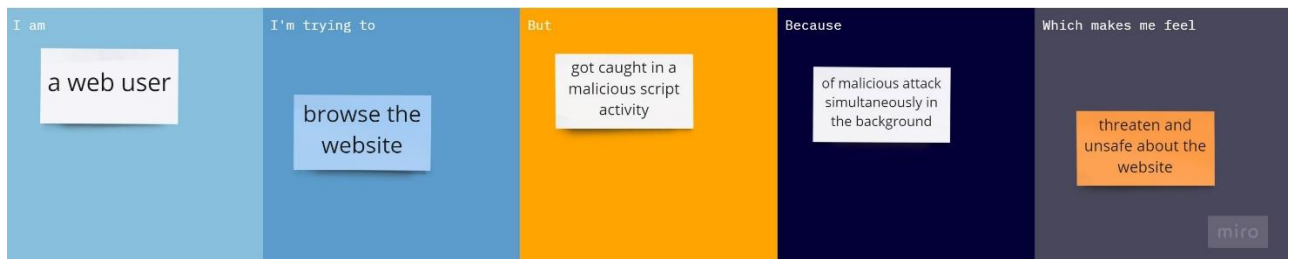 I am
a web user
I'm trying to
browse the
website
But
got caught in a
malicious script
activity
Because
of malicious attack
simultaneously in
the background
Which makes me feel
threaten and
unsafe about the
website
miro